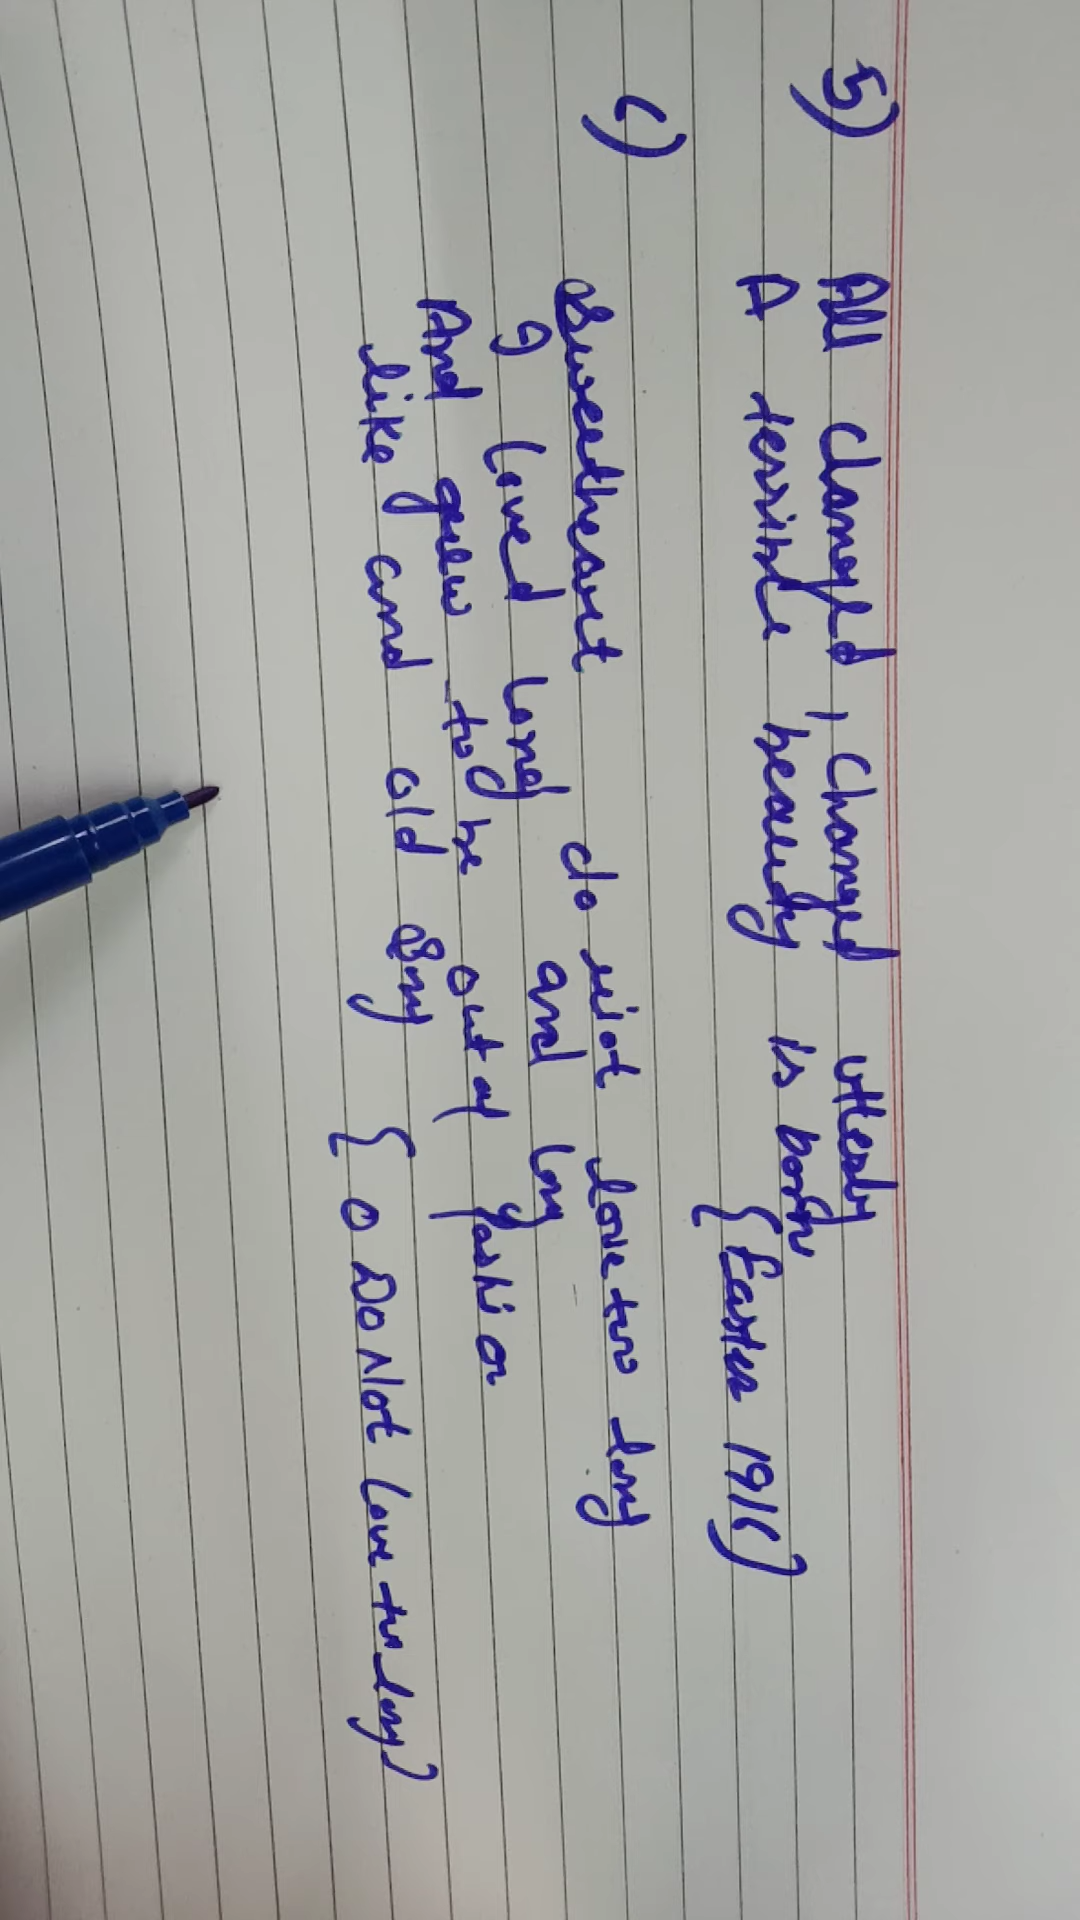 5) All changed, changed utterly
A terrible beauty is born
{Easter 1916}
6) Sweetheart do not love too long
I loved long and long
And grew to be out of fashion
like and old Song {O Do Not Love too long}